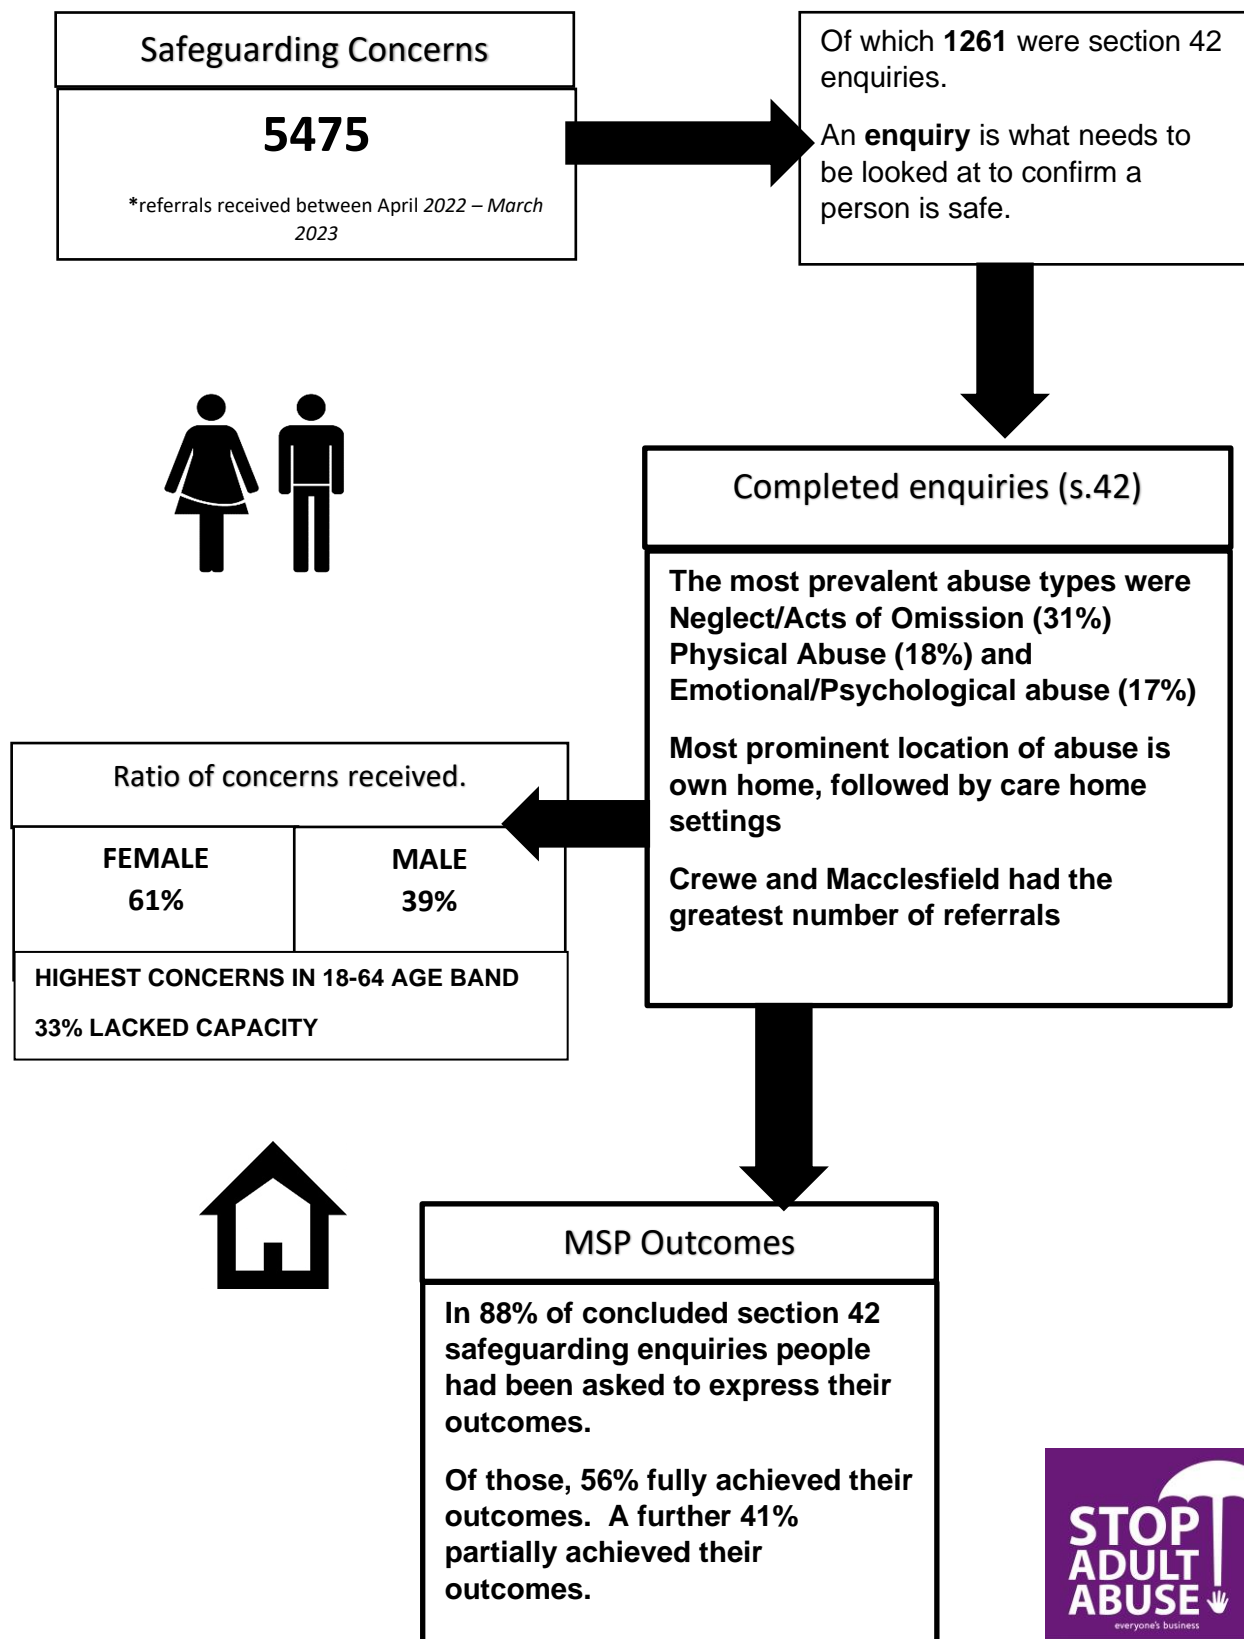 Safeguarding Concerns
5475
*referrals received between April 2022 – March
2023
Of which 1261 were section 42
enquiries.
An enquiry is what needs to
be looked at to confirm a
person is safe.
Completed enquiries (s.42)
The most prevalent abuse types were
Neglect/Acts of Omission (31%)
Physical Abuse (18%) and
Emotional/Psychological abuse (17%)
Most prominent location of abuse is
own home, followed by care home
settings
Crewe and Macclesfield had the
greatest number of referrals
Ratio of concerns received.
FEMALE
61%
MALE
39%
HIGHEST CONCERNS IN 18-64 AGE BAND
33% LACKED CAPACITY
MSP Outcomes
In 88% of concluded section 42
safeguarding enquiries people
had been asked to express their
outcomes.
Of those, 56% fully achieved their
outcomes.  A further 41%
partially achieved their
outcomes.
STOP
ADULT
ABUSE
everyone's business